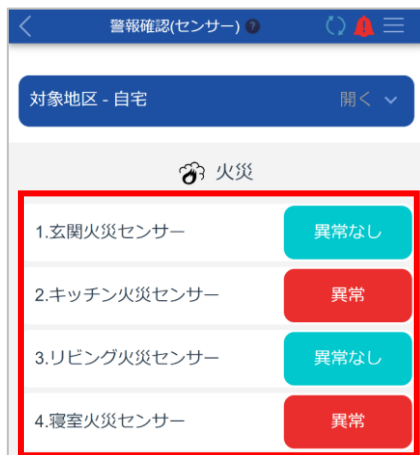 警報確認(センサー) ?
対象地区 - 自宅 開く
火災
1.玄関火災センサー 異常なし
2.キッチン火災センサー 異常
3.リビング火災センサー 異常なし
4.寝室火災センサー 異常